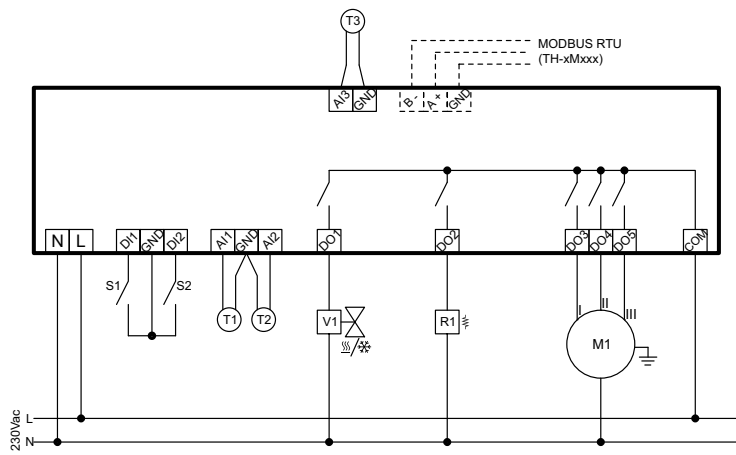 T3
MODBUS RTU
(TH-xMxxx)
AI3 GND B - A + GND
N L DI1 GND DI2 AI1 GND AI2 DO1 DO2 DO3 DO4 DO5 COM
S1 S2
I II III
T1 T2 V1 R1 M1
230Vac
L
N